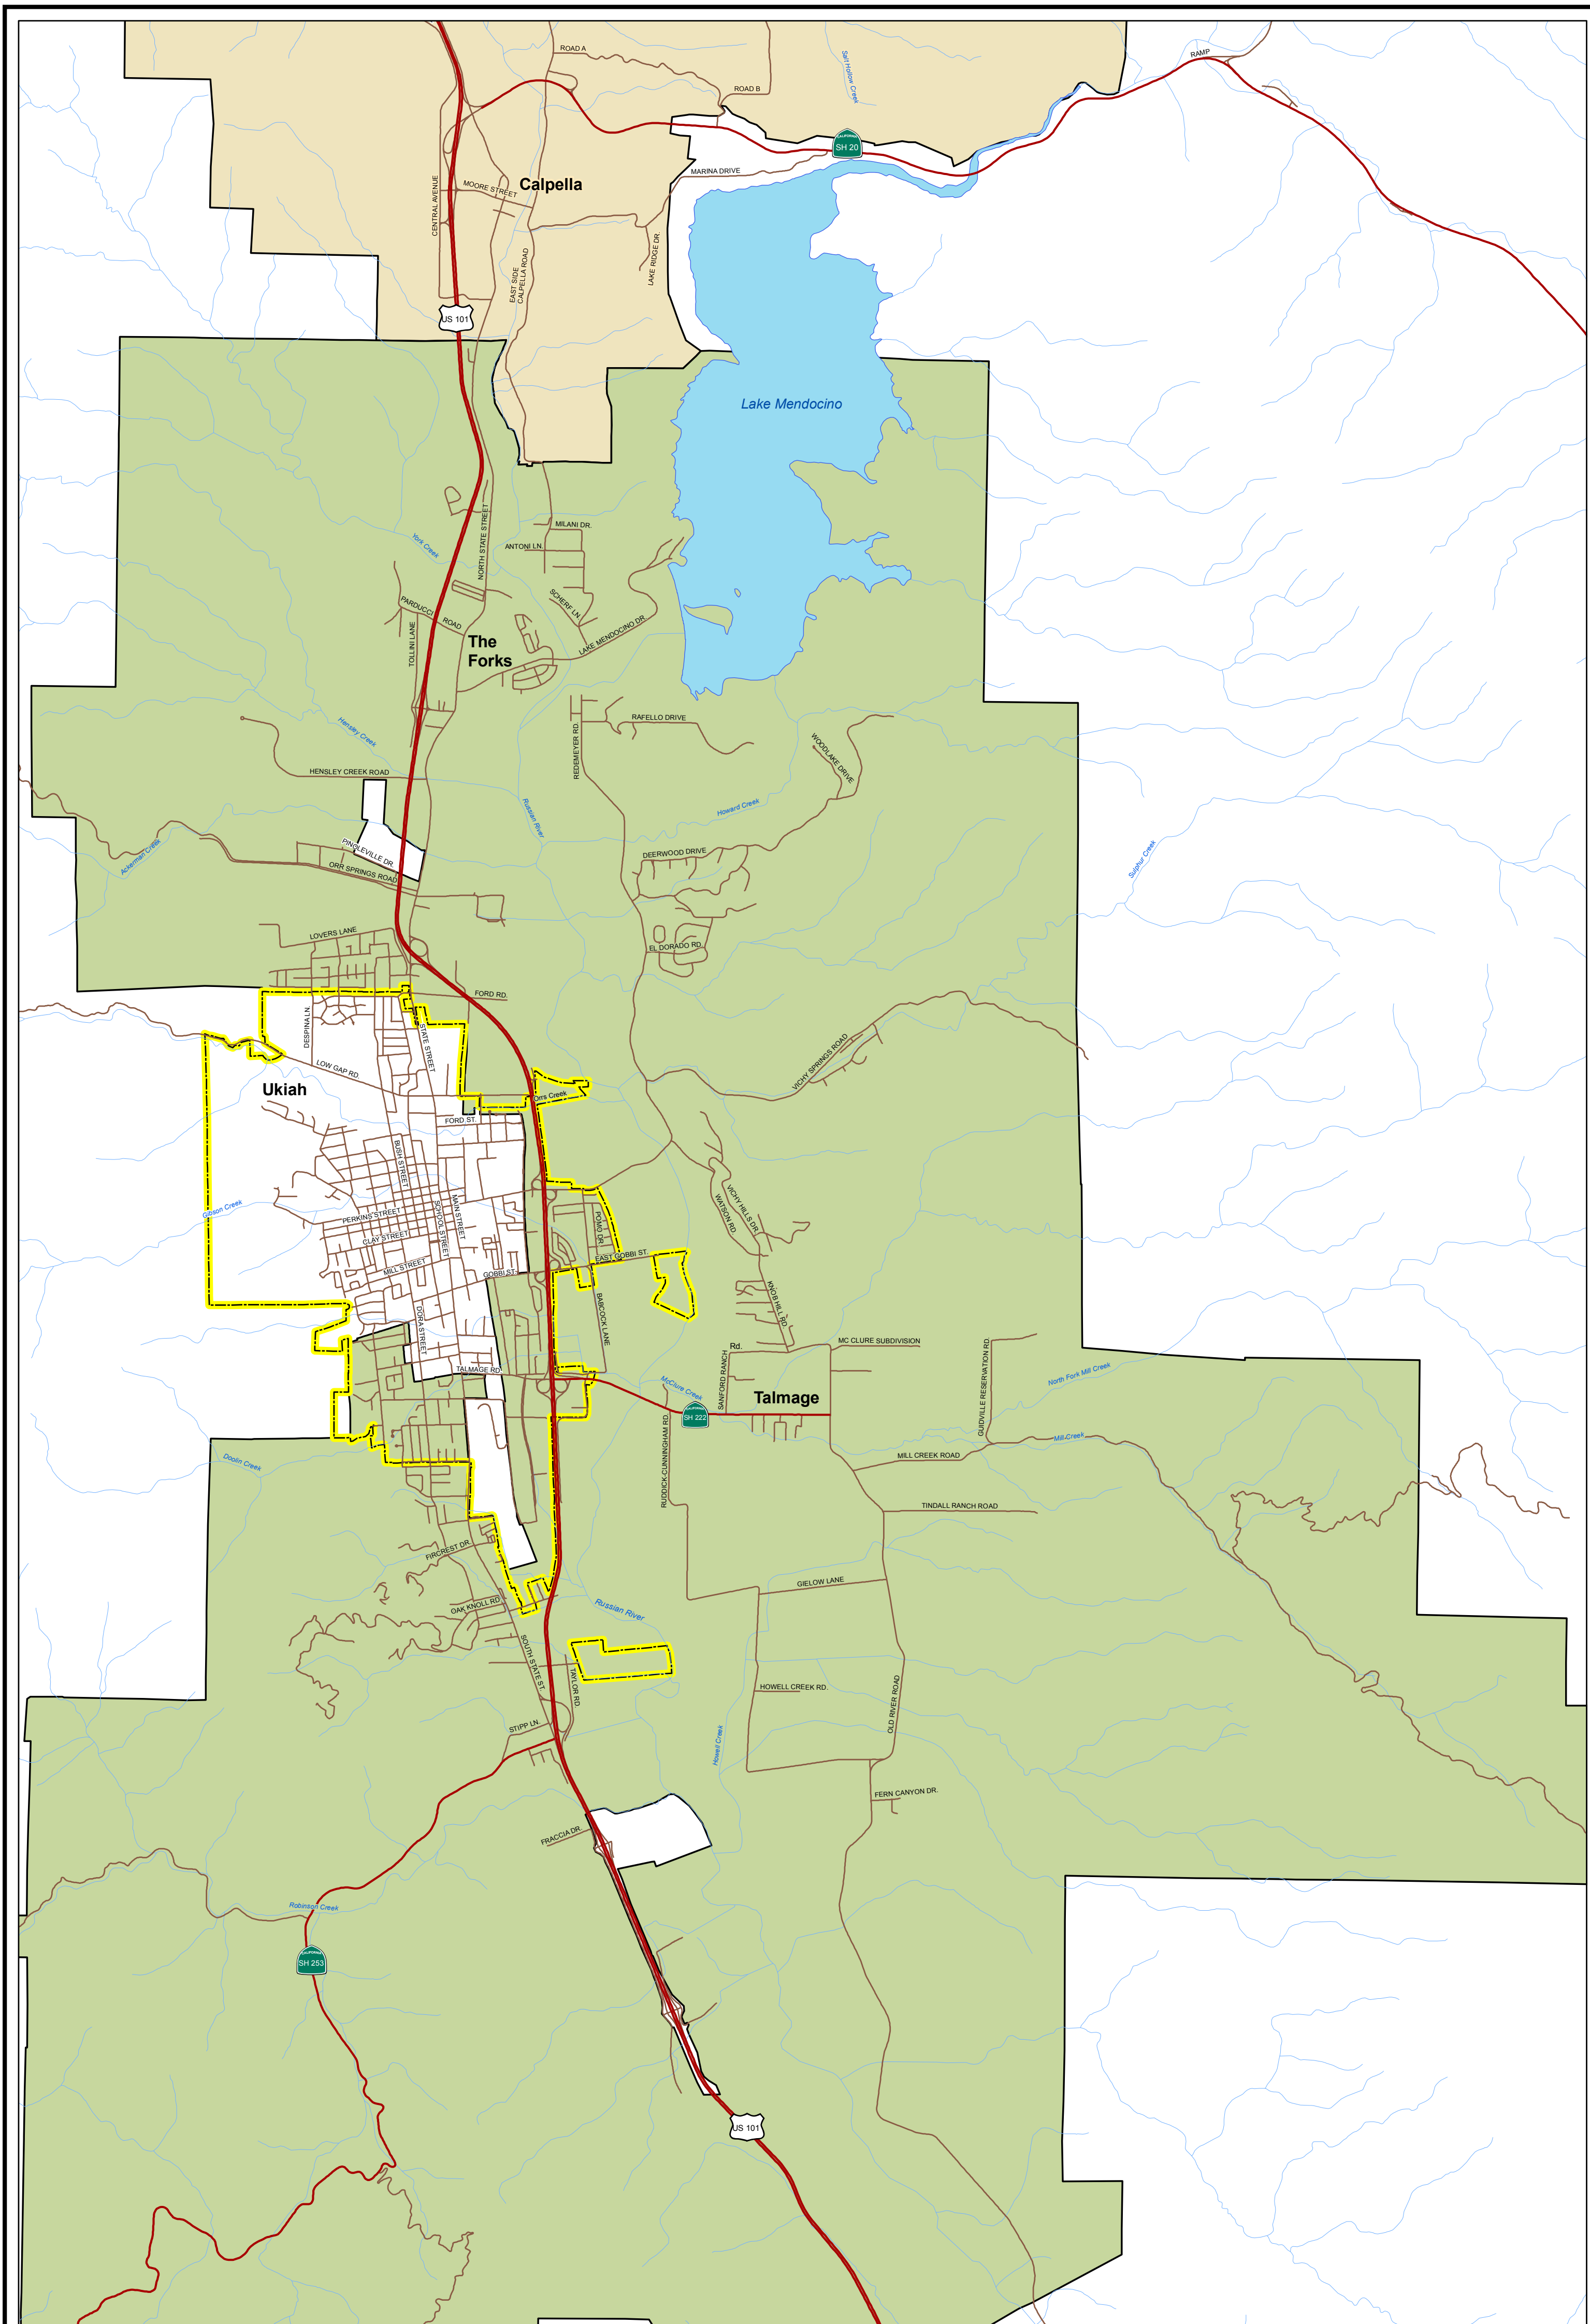 ROAD A
RAMP
Salt Hollow Creek
ROAD B
CALIFORNIA
SH 20
MARINA DRIVE
MOORE STREET
Calpella
CENTRAL AVENUE
LAKE RIDGE DR.
EAST SIDE
CALPELLA ROAD
US 101
Lake Mendocino
NORTH STATE STREET
MILANI DR.
York Creek
ANTONI LN.
SCHERF LN.
PARDUCCI ROAD
LAKE MENDOCINO DR.
TOLLINI LANE
The
Forks
Hensley Creek
REDEMEYER RD.
RAFELLO DRIVE
WOODLAKE DRIVE
HENSLEY CREEK ROAD
Russian River
Howard Creek
Ackerman Creek
PINOLEVILLE DR.
ORR SPRINGS ROAD
DEERWOOD DRIVE
Sulphur Creek
LOVERS LANE
EL DORADO RD.
FORD RD.
DESPINA LN.
STATE STREET
VICHY SPRINGS ROAD
LOW GAP RD.
Ukiah
Orrs Creek
FORD ST.
BUSH STREET
Gibson Creek
PERKINS STREET
MAIN STREET
SCHOOL STREET
CLAY STREET
POMO DR.
WATSON RD.
VICHY HILLS DR.
EAST GOBBI ST.
MILL STREET
GOBBI ST.
KNOB HILL RD.
BABCOCK LANE
DORA STREET
Rd.
MC CLURE SUBDIVISION
TALMAGE RD.
McClure Creek
SANFORD RANCH
GUIDVILLE RESERVATION RD.
North Fork Mill Creek
Talmage
CALIFORNIA
SH 222
Mill Creek
RUDDICK-CUNNINGHAM RD.
Doolin Creek
MILL CREEK ROAD
TINDALL RANCH ROAD
FIRCREST DR.
GIELOW LANE
OAK KNOLL RD.
Russian River
SOUTH STATE ST.
TAYLOR RD.
HOWELL CREEK RD.
OLD RIVER ROAD
STIPP LN.
Howell Creek
FERN CANYON DR.
FRACCIA DR.
Robinson Creek
CALIFORNIA
SH 253
US 101